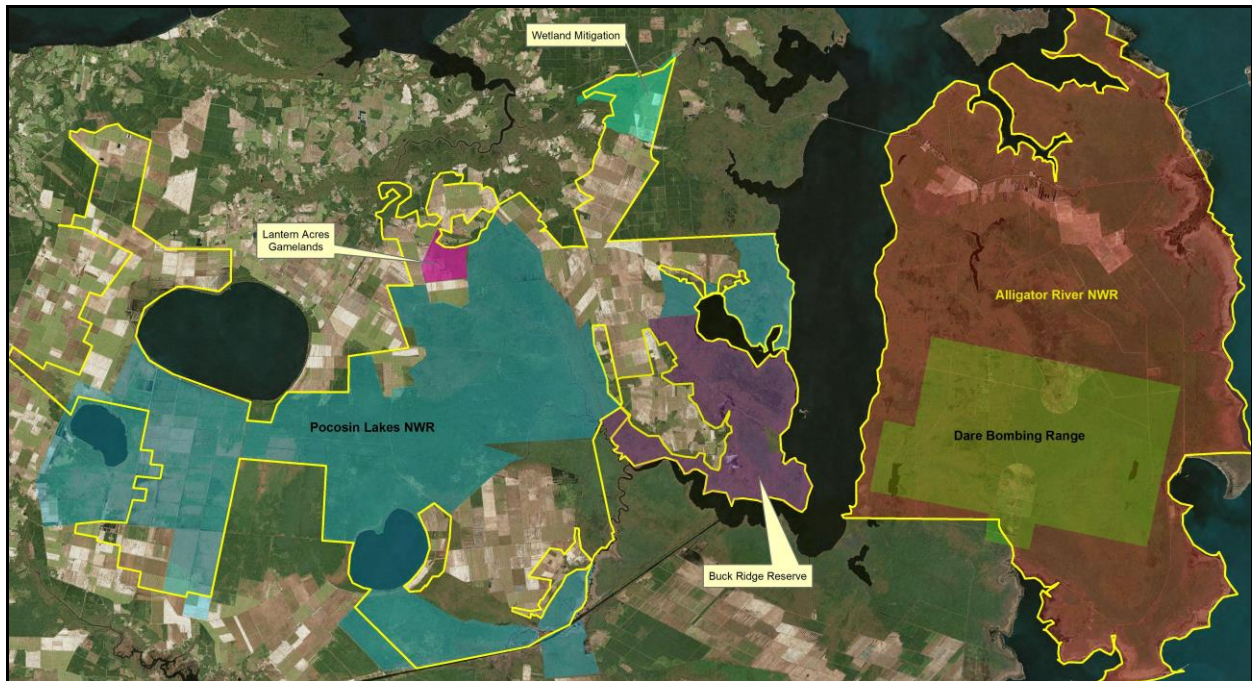 Wetland Mitigation
Lantern Acres
Gamelands
Alligator River NWR
Pocosin Lakes NWR
Dare Bombing Range
Buck Ridge Reserve